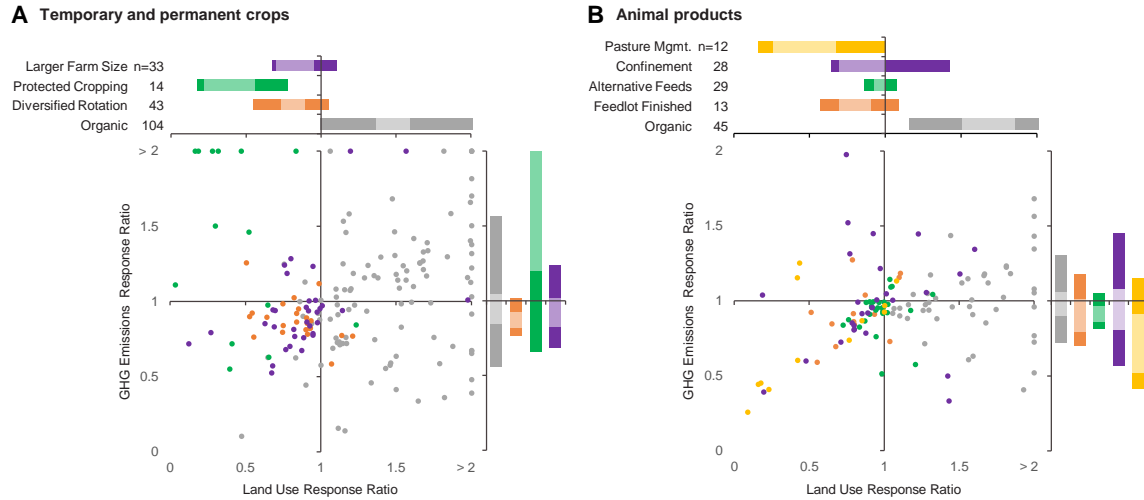 A Temporary and permanent crops
Larger Farm Size n=33
Protected Cropping 14
Diversified Rotation 43
Organic 104
> 2
1.5
1
0.5
0
GHG Emissions Response Ratio
0 0.5 1 1.5 > 2
Land Use Response Ratio
B Animal products
Pasture Mgmt. n=12
Confinement 28
Alternative Feeds 29
Feedlot Finished 13
Organic 45
2
1.5
1
0.5
0
GHG Emissions Response Ratio
0 0.5 1 1.5 > 2
Land Use Response Ratio